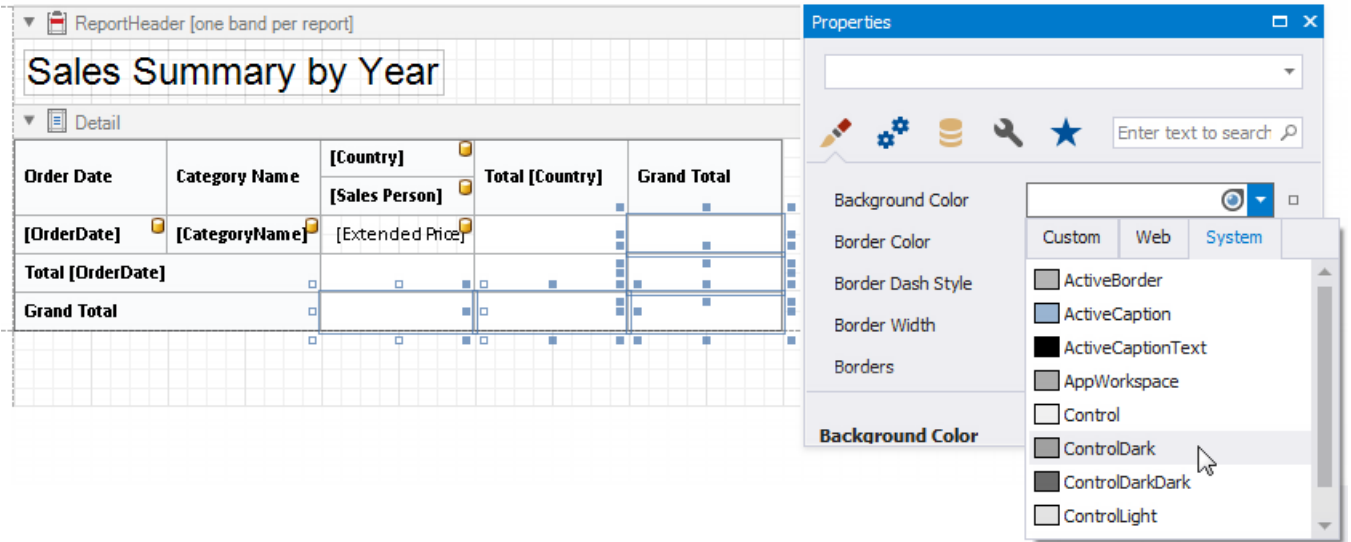 ReportHeader [one band per report]
Sales Summary by Year
Detail
Order Date
Category Name
[Country]
[Sales Person]
Total [Country]
Grand Total
[OrderDate]
[CategoryName]
[Extended Price]
Total [OrderDate]
Grand Total
Properties
Enter text to search
Background Color
Border Color
Border Dash Style
Border Width
Borders
Background Color
Custom Web System
ActiveBorder
ActiveCaption
ActiveCaptionText
AppWorkspace
Control
ControlDark
ControlDarkDark
ControlLight